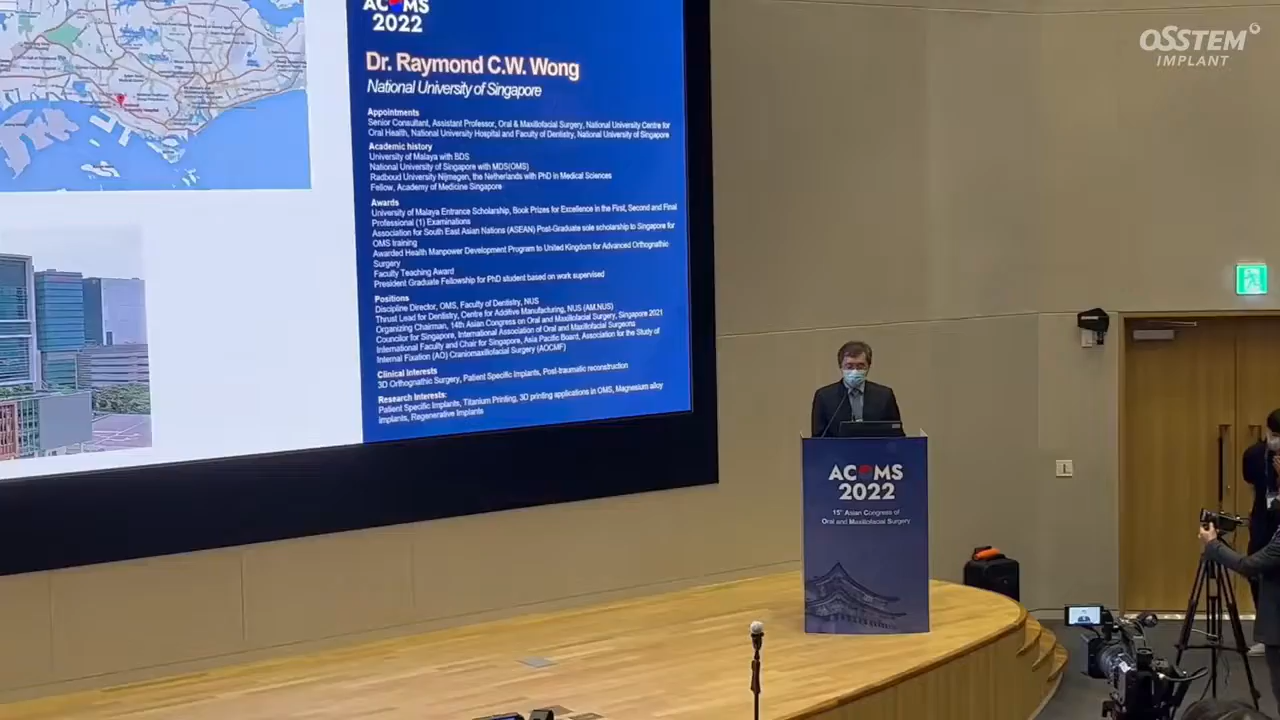 ACOMS
2022
Dr. Raymond C.W. Wong
National University of Singapore
Appointments
Senior Consultant, Assistant Professor, Oral & Maxillofacial Surgery, National University Centre for
Oral Health, National University Hospital and Faculty of Dentistry, National University of Singapore
Academic history
University of Malaya with BDS
National University of Singapore with MDS(OMS)
Radboud University Nijmegen, the Netherlands with PhD in Medical Sciences
Fellow, Academy of Medicine Singapore
Awards
University of Malaya Entrance Scholarship, Book Prizes for Excellence in the First, Second and Final
Professional (1) Examinations
Association for South East Asian Nations (ASEAN) Post-Graduate sole scholarship to Singapore for
OMS training
Awarded Health Manpower Development Program to United Kingdom for Advanced Orthognathic
Surgery
Faculty Teaching Award
President Graduate Fellowship for PhD student based on work supervised
Positions
Discipline Director, OMS, Faculty of Dentistry, NUS
Thrust Lead for Dentistry, Centre for Additive Manufacturing, NUS (AM.NUS)
Organizing Chairman, 14th Asian Congress on Oral and Maxillofacial Surgery, Singapore 2021
Councilor for Singapore, International Association of Oral and Maxillofacial Surgeons
International Faculty and Chair for Singapore, Asia Pacific Board, Association for the Study of
Internal Fixation (AO) Craniomaxillofacial Surgery (AOCMF)
Clinical Interests
3D Orthognathic Surgery, Patient Specific Implants, Post-traumatic reconstruction
Research Interests:
Patient Specific Implants, Titanium Printing, 3D printing applications in OMS, Magnesium alloy
implants, Regenerative Implants
OSSTEM
IMPLANT
ACOMS
2022
15th Asian Congress of
Oral and Maxillofacial Surgery